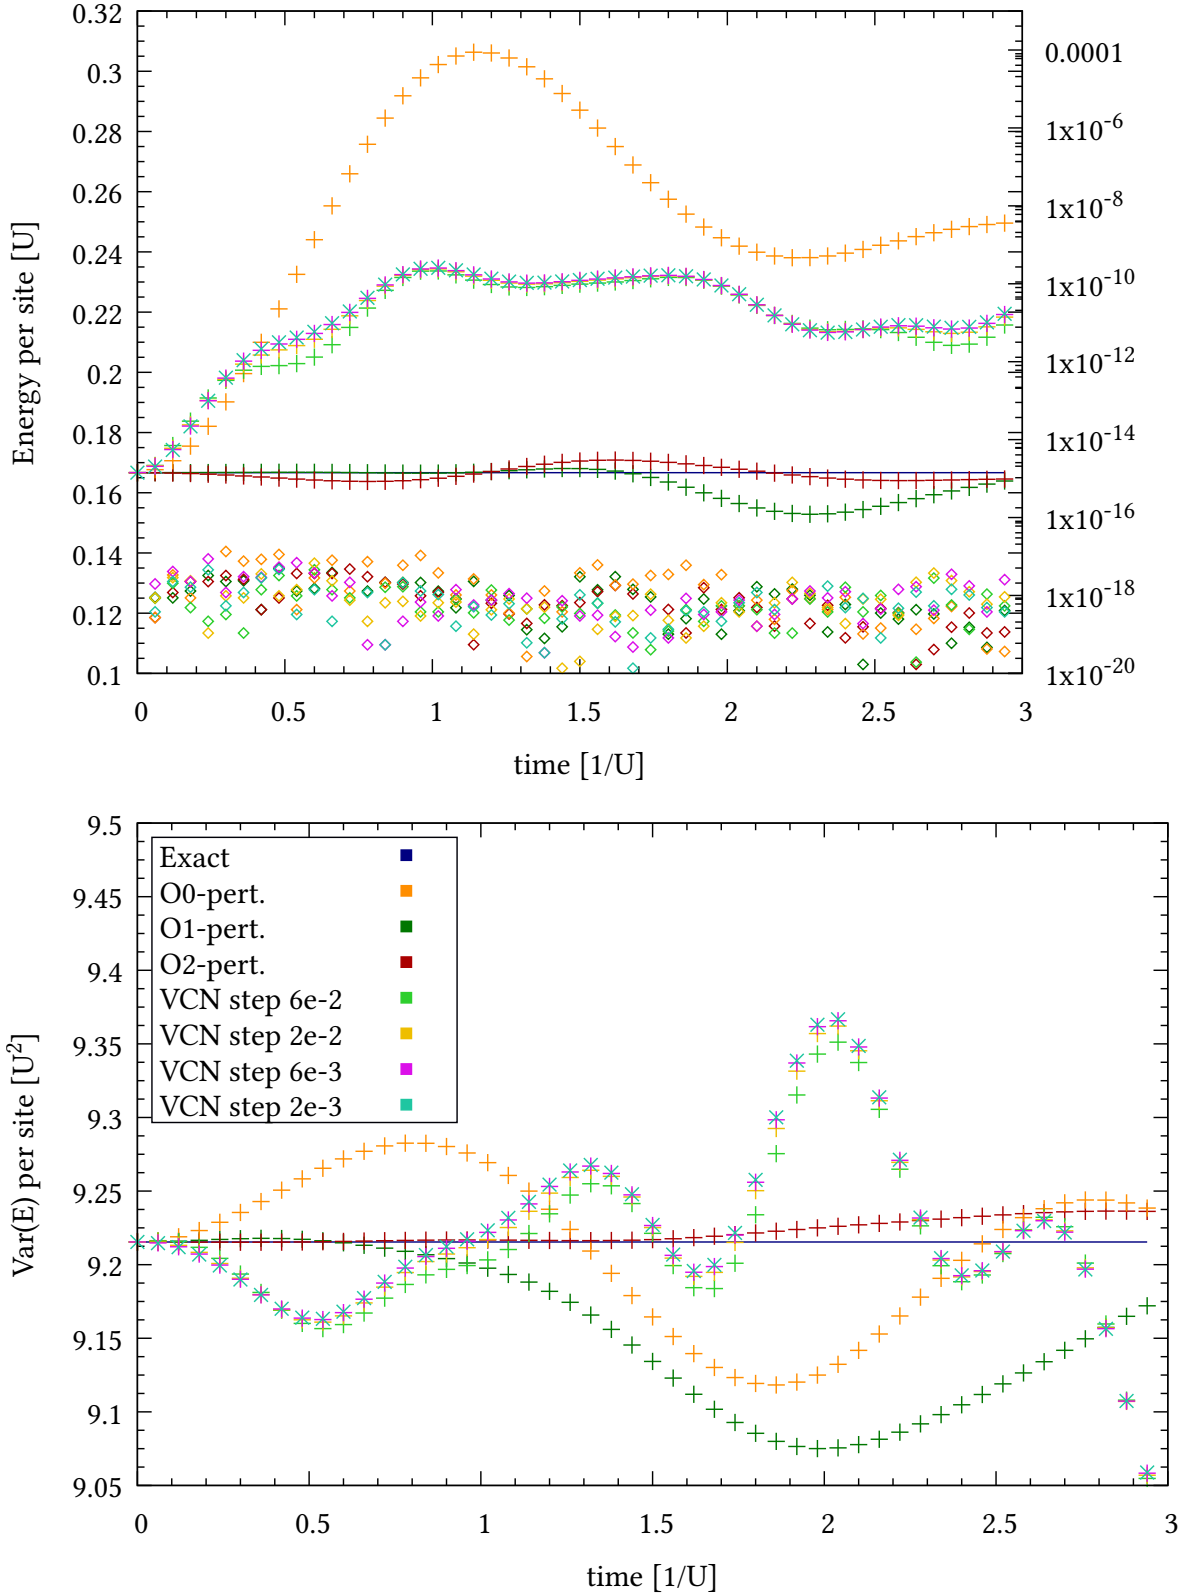 0.32
0.3
0.28
0.26
0.24
0.22
0.2
0.18
0.16
0.14
0.12
0.1
Energy per site [U]
0.0001
1x10^-6
1x10^-8
1x10^-10
1x10^-12
1x10^-14
1x10^-16
1x10^-18
1x10^-20
0 0.5 1 1.5 2 2.5 3
time [1/U]
9.5
9.45
9.4
9.35
9.3
9.25
9.2
9.15
9.1
9.05
Var(E) per site [U^2]
Exact
O0-pert.
O1-pert.
O2-pert.
VCN step 6e-2
VCN step 2e-2
VCN step 6e-3
VCN step 2e-3
0 0.5 1 1.5 2 2.5 3
time [1/U]